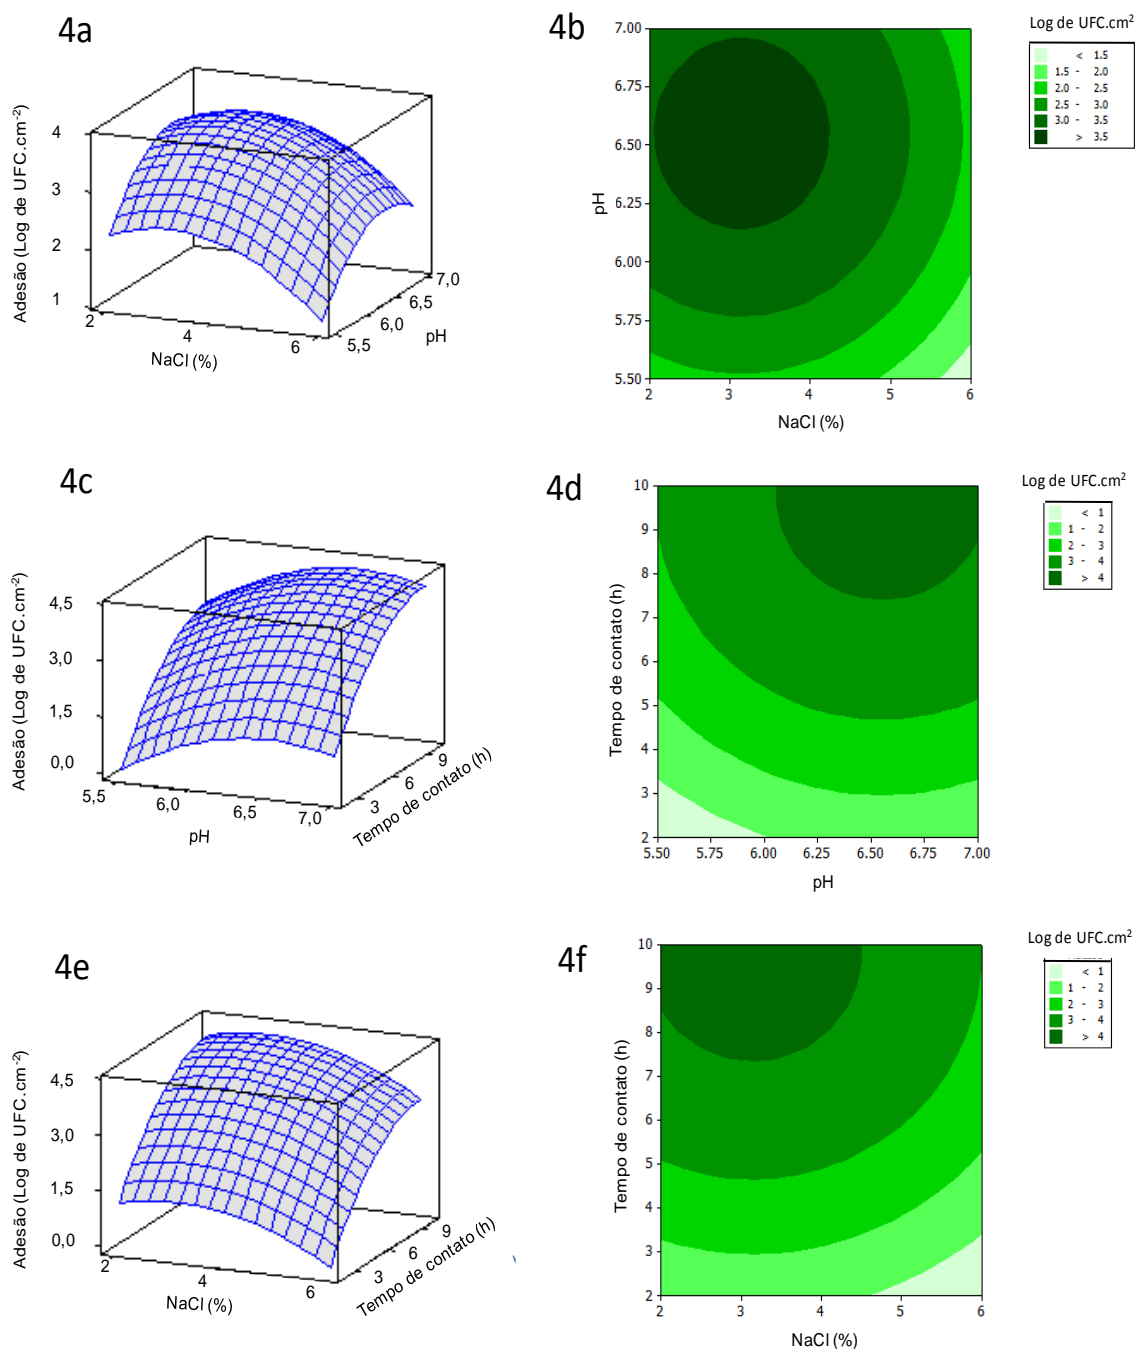 4a
Adesão (Log de UFC.cm-2)
4
3
2
1
2
4
6
NaCl (%)
5,5
6,0
6,5
7,0
pH
4b
pH
7.00
6.75
6.50
6.25
6.00
5.75
5.50
2 3 4 5 6
NaCl (%)
Log de UFC.cm2
< 1.5
1.5 - 2.0
2.0 - 2.5
2.5 - 3.0
3.0 - 3.5
> 3.5
4c
Adesão (Log de UFC.cm-2)
4,5
3,0
1,5
0,0
5,5
6,0
6,5
7,0
pH
3
6
9
Tempo de contato (h)
4d
Tempo de contato (h)
10
9
8
7
6
5
4
3
2
5.50 5.75 6.00 6.25 6.50 6.75 7.00
pH
Log de UFC.cm2
< 1
1 - 2
2 - 3
3 - 4
> 4
4e
Adesão (Log de UFC.cm-2)
4,5
3,0
1,5
0,0
2
4
6
NaCl (%)
3
6
9
Tempo de contato (h)
4f
Tempo de contato (h)
10
9
8
7
6
5
4
3
2
2 3 4 5 6
NaCl (%)
Log de UFC.cm2
< 1
1 - 2
2 - 3
3 - 4
> 4